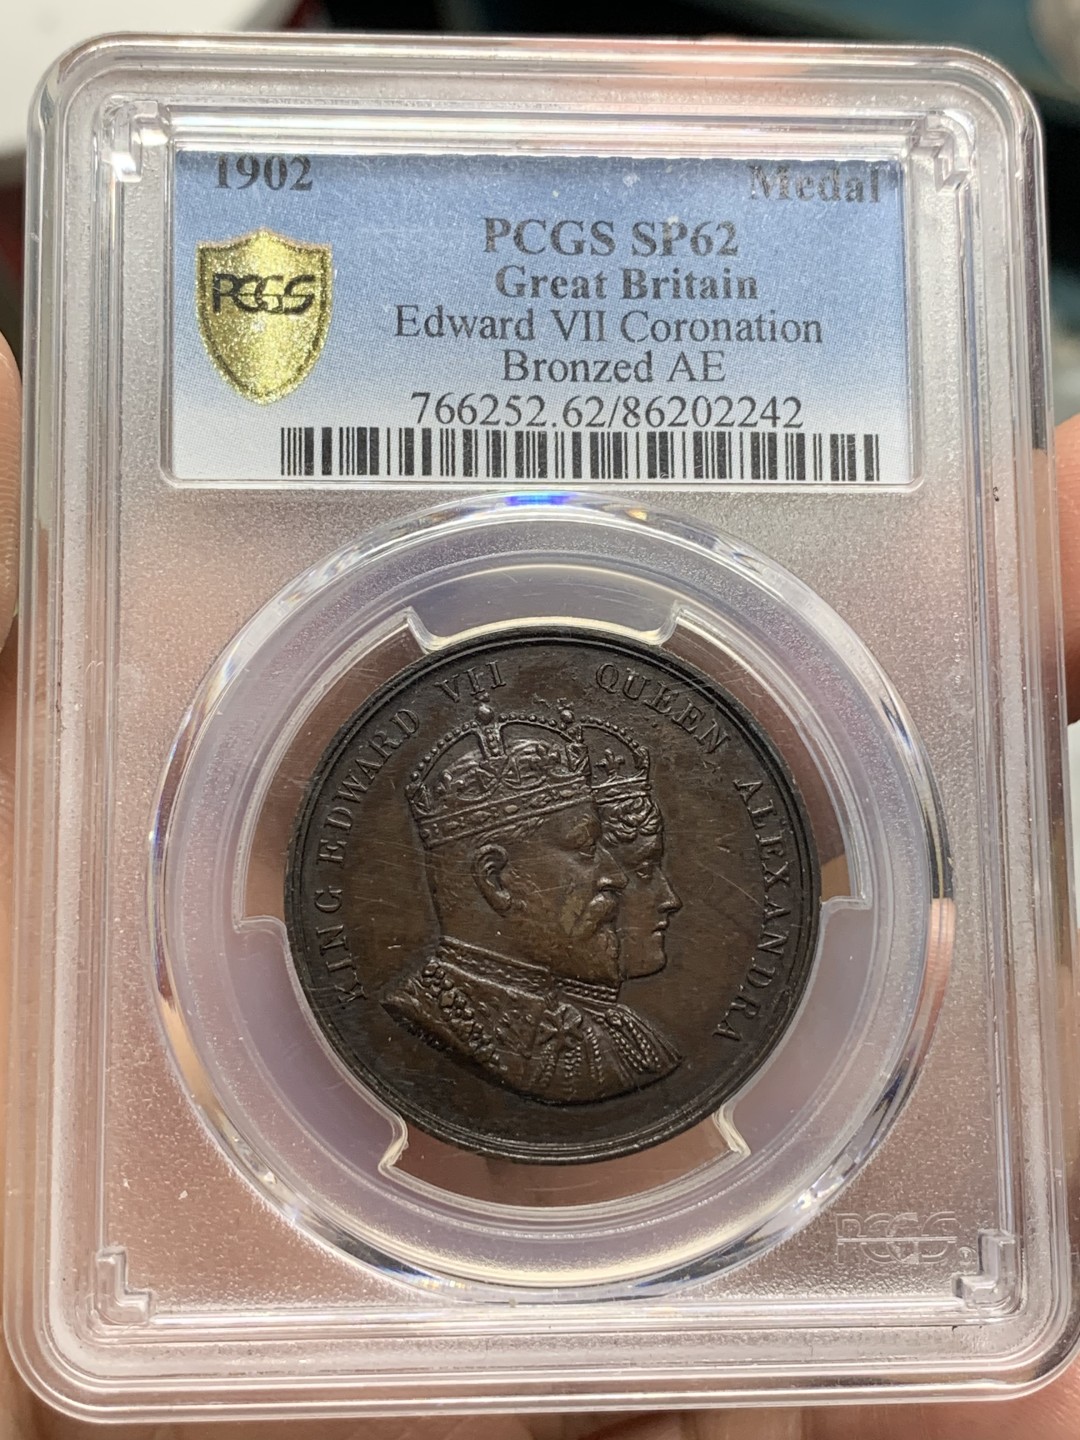 1902 Medal
PCGS SP62
PCGS
Great Britain
Edward VII Coronation
Bronzed AE
766252.62/86202242
KING EDWARD VII QUEEN ALEXANDRA
PCGS